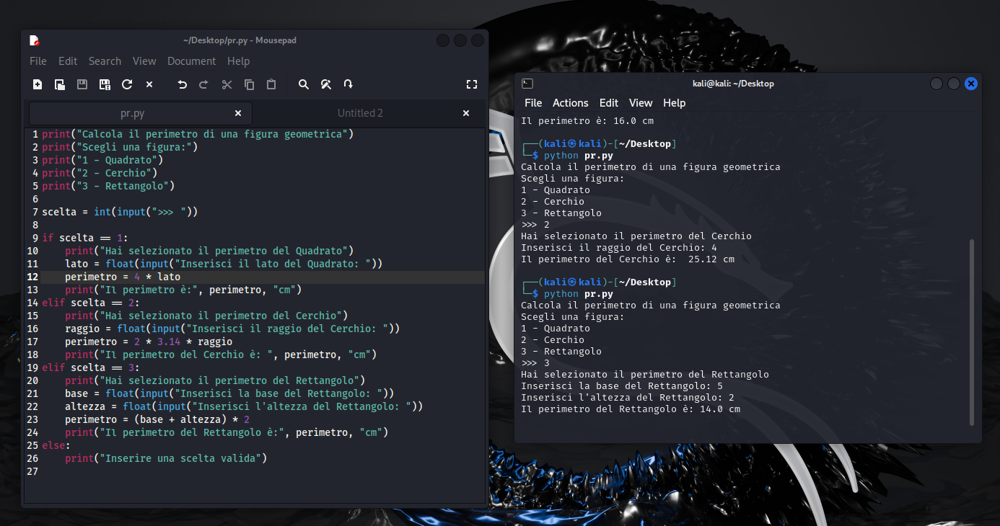 ~/Desktop/pr.py - Mousepad
File Edit Search View Document Help
pr.py
Untitled 2
1 print("Calcola il perimetro di una figura geometrica")
2 print("Scegli una figura:")
3 print("1 - Quadrato")
4 print("2 - Cerchio")
5 print("3 - Rettangolo")
6
7 scelta = int(input(">>> "))
8
9 if scelta == 1:
10     print("Hai selezionato il perimetro del Quadrato")
11     lato = float(input("Inserisci il lato del Quadrato: "))
12     perimetro = 4 * lato
13     print("Il perimetro è:", perimetro, "cm")
14 elif scelta == 2:
15     print("Hai selezionato il perimetro del Cerchio")
16     raggio = float(input("Inserisci il raggio del Cerchio: "))
17     perimetro = 2 * 3.14 * raggio
18     print("Il perimetro del Cerchio è: ", perimetro, "cm")
19 elif scelta == 3:
20     print("Hai selezionato il perimetro del Rettangolo")
21     base = float(input("Inserisci la base del Rettangolo: "))
22     altezza = float(input("Inserisci l'altezza del Rettangolo: "))
23     perimetro = (base + altezza) * 2
24     print("Il perimetro del Rettangolo è:", perimetro, "cm")
25 else:
26     print("Inserire una scelta valida")
27
kali@kali: ~/Desktop
File Actions Edit View Help
Il perimetro è: 16.0 cm
┌──(kali㉿kali)-[~/Desktop]
└─$ python pr.py
Calcola il perimetro di una figura geometrica
Scegli una figura:
1 - Quadrato
2 - Cerchio
3 - Rettangolo
>>> 2
Hai selezionato il perimetro del Cerchio
Inserisci il raggio del Cerchio: 4
Il perimetro del Cerchio è:  25.12 cm
┌──(kali㉿kali)-[~/Desktop]
└─$ python pr.py
Calcola il perimetro di una figura geometrica
Scegli una figura:
1 - Quadrato
2 - Cerchio
3 - Rettangolo
>>> 3
Hai selezionato il perimetro del Rettangolo
Inserisci la base del Rettangolo: 5
Inserisci l'altezza del Rettangolo: 2
Il perimetro del Rettangolo è: 14.0 cm